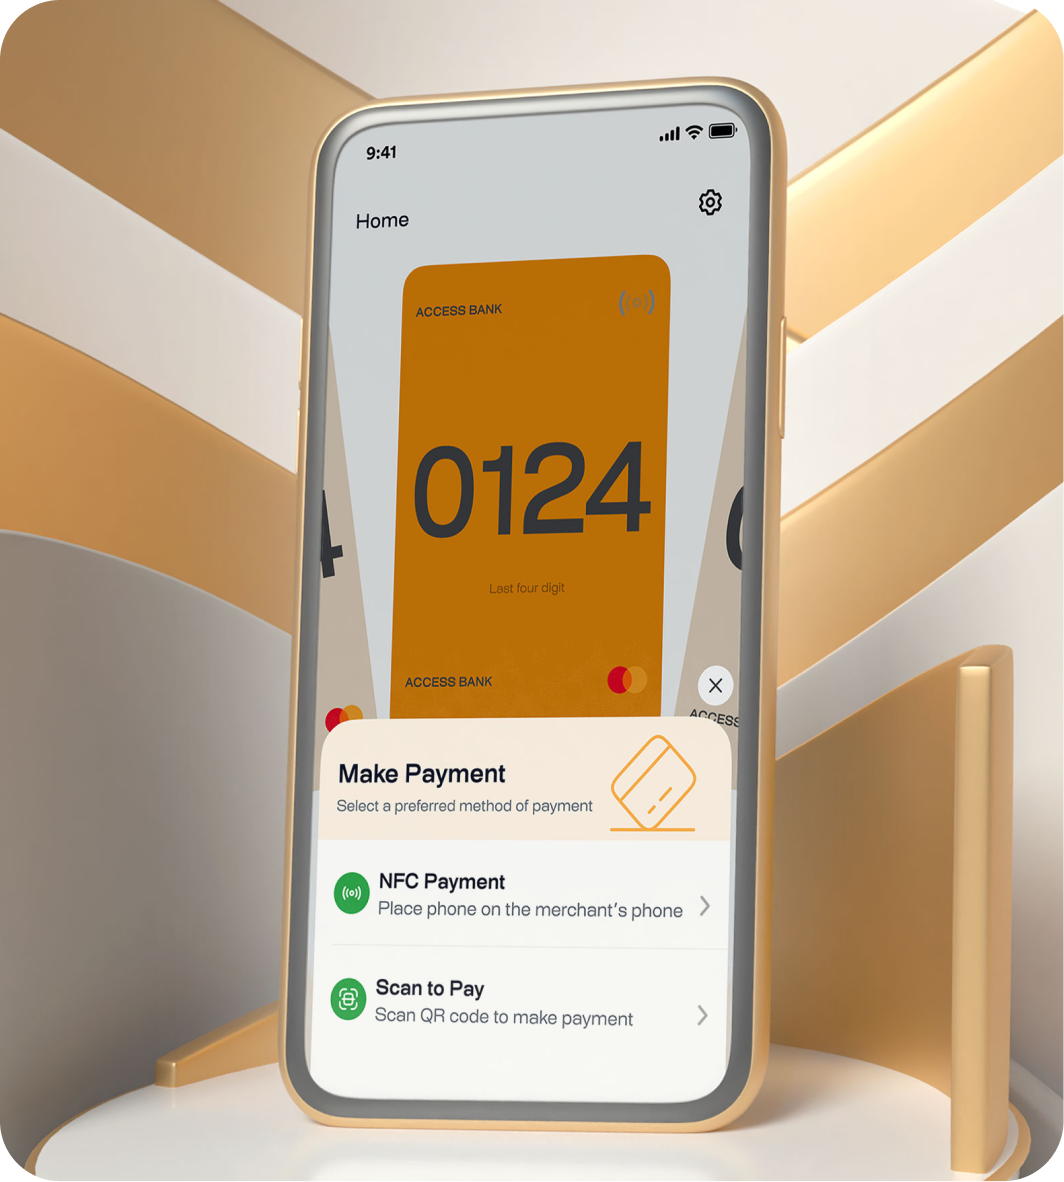 9:41
Home
ACCESS BANK
0124
4
0
Last four digit
ACCESS BANK
ACCESS
Make Payment
Select a preferred method of payment
NFC Payment
Place phone on the merchant's phone
Scan to Pay
Scan QR code to make payment